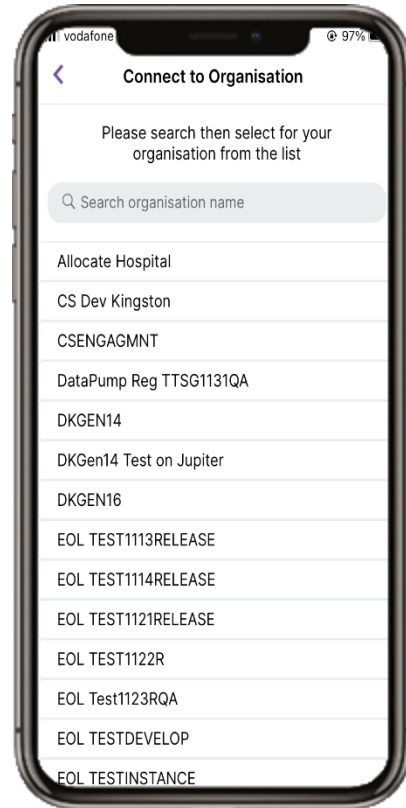 vodafone
97%
Connect to Organisation
Please search then select for your
organisation from the list
Search organisation name
Allocate Hospital
CS Dev Kingston
CSENGAGMNT
DataPump Reg TTSG1131QA
DKGEN14
DKGen14 Test on Jupiter
DKGEN16
EOL TEST1113RELEASE
EOL TEST1114RELEASE
EOL TEST1121RELEASE
EOL TEST1122R
EOL Test1123RQA
EOL TESTDEVELOP
EOL TESTINSTANCE